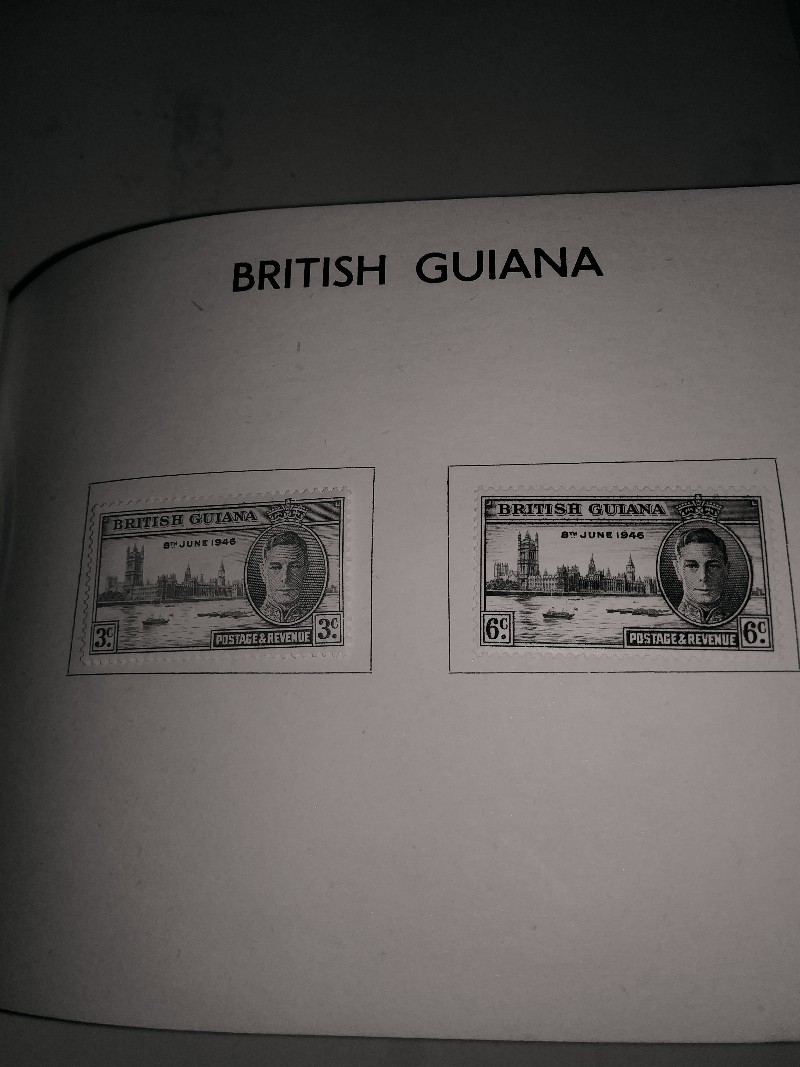 BRITISH GUIANA
BRITISH GUIANA
8TH JUNE 1946
3c. POSTAGE & REVENUE 3c.
BRITISH GUIANA
8TH JUNE 1946
6c. POSTAGE & REVENUE 6c.